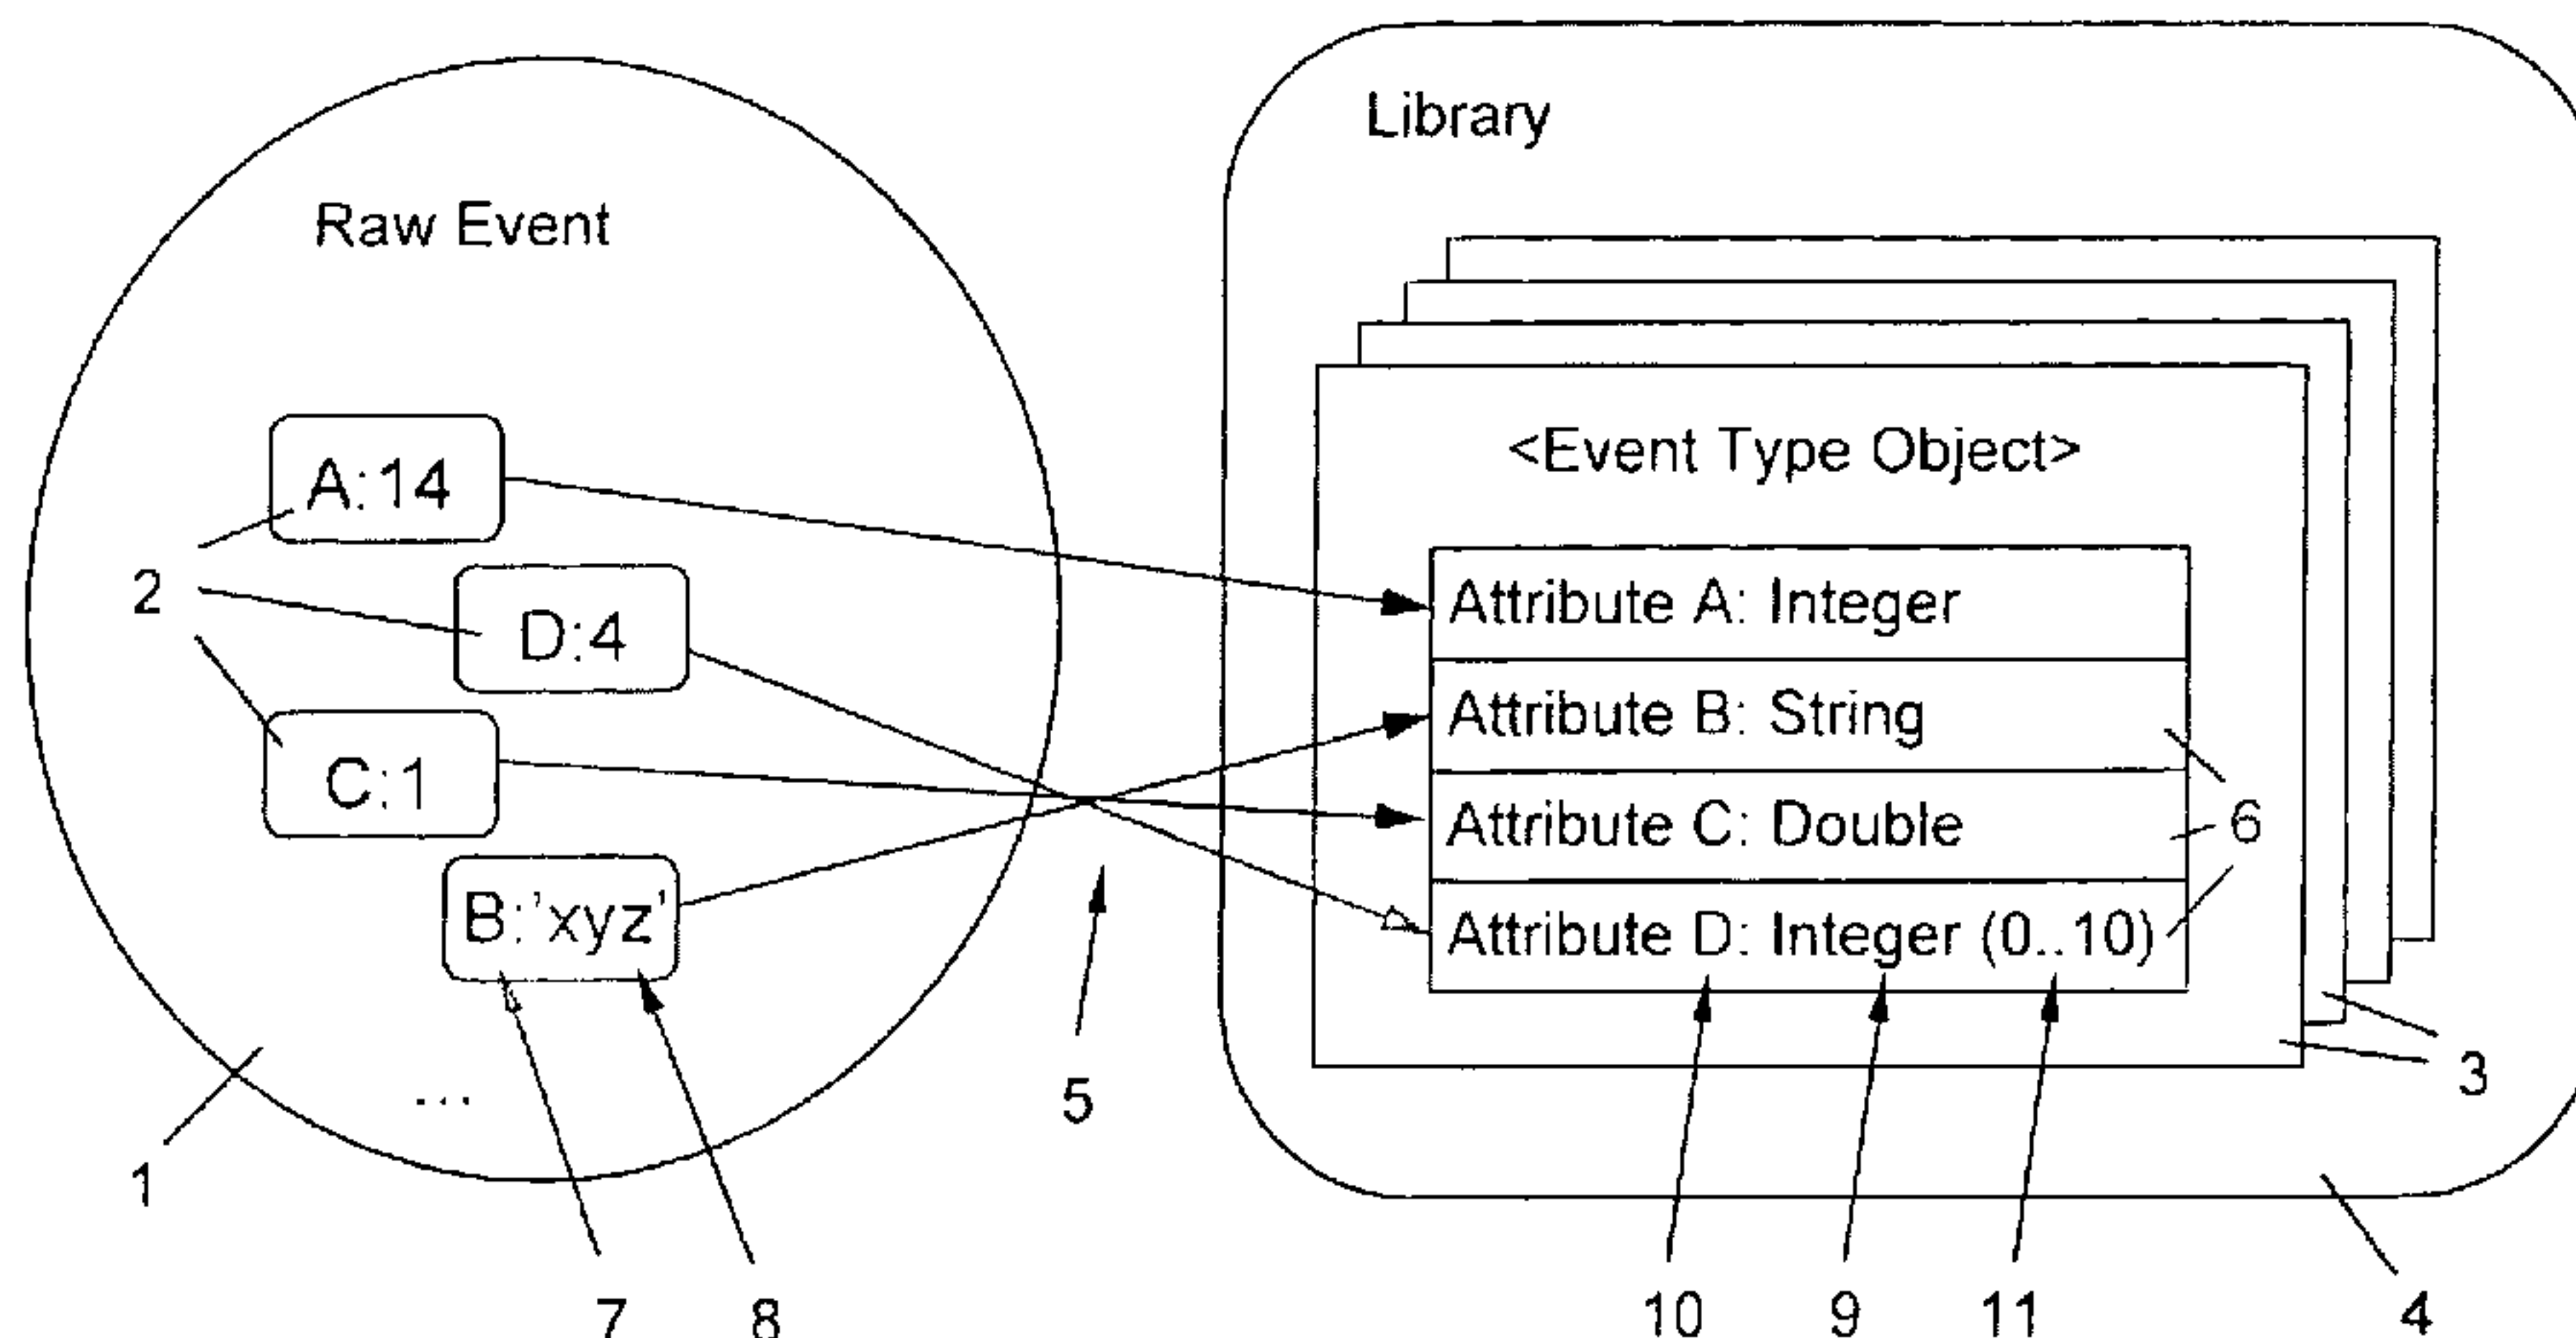 Library
Raw Event
<Event Type Object>
A:14
2
D:4
C:1
B:'xyz'
...
Attribute A: Integer
Attribute B: String
Attribute C: Double
Attribute D: Integer (0..10)
6
1
5
3
7
8
10
9
11
4